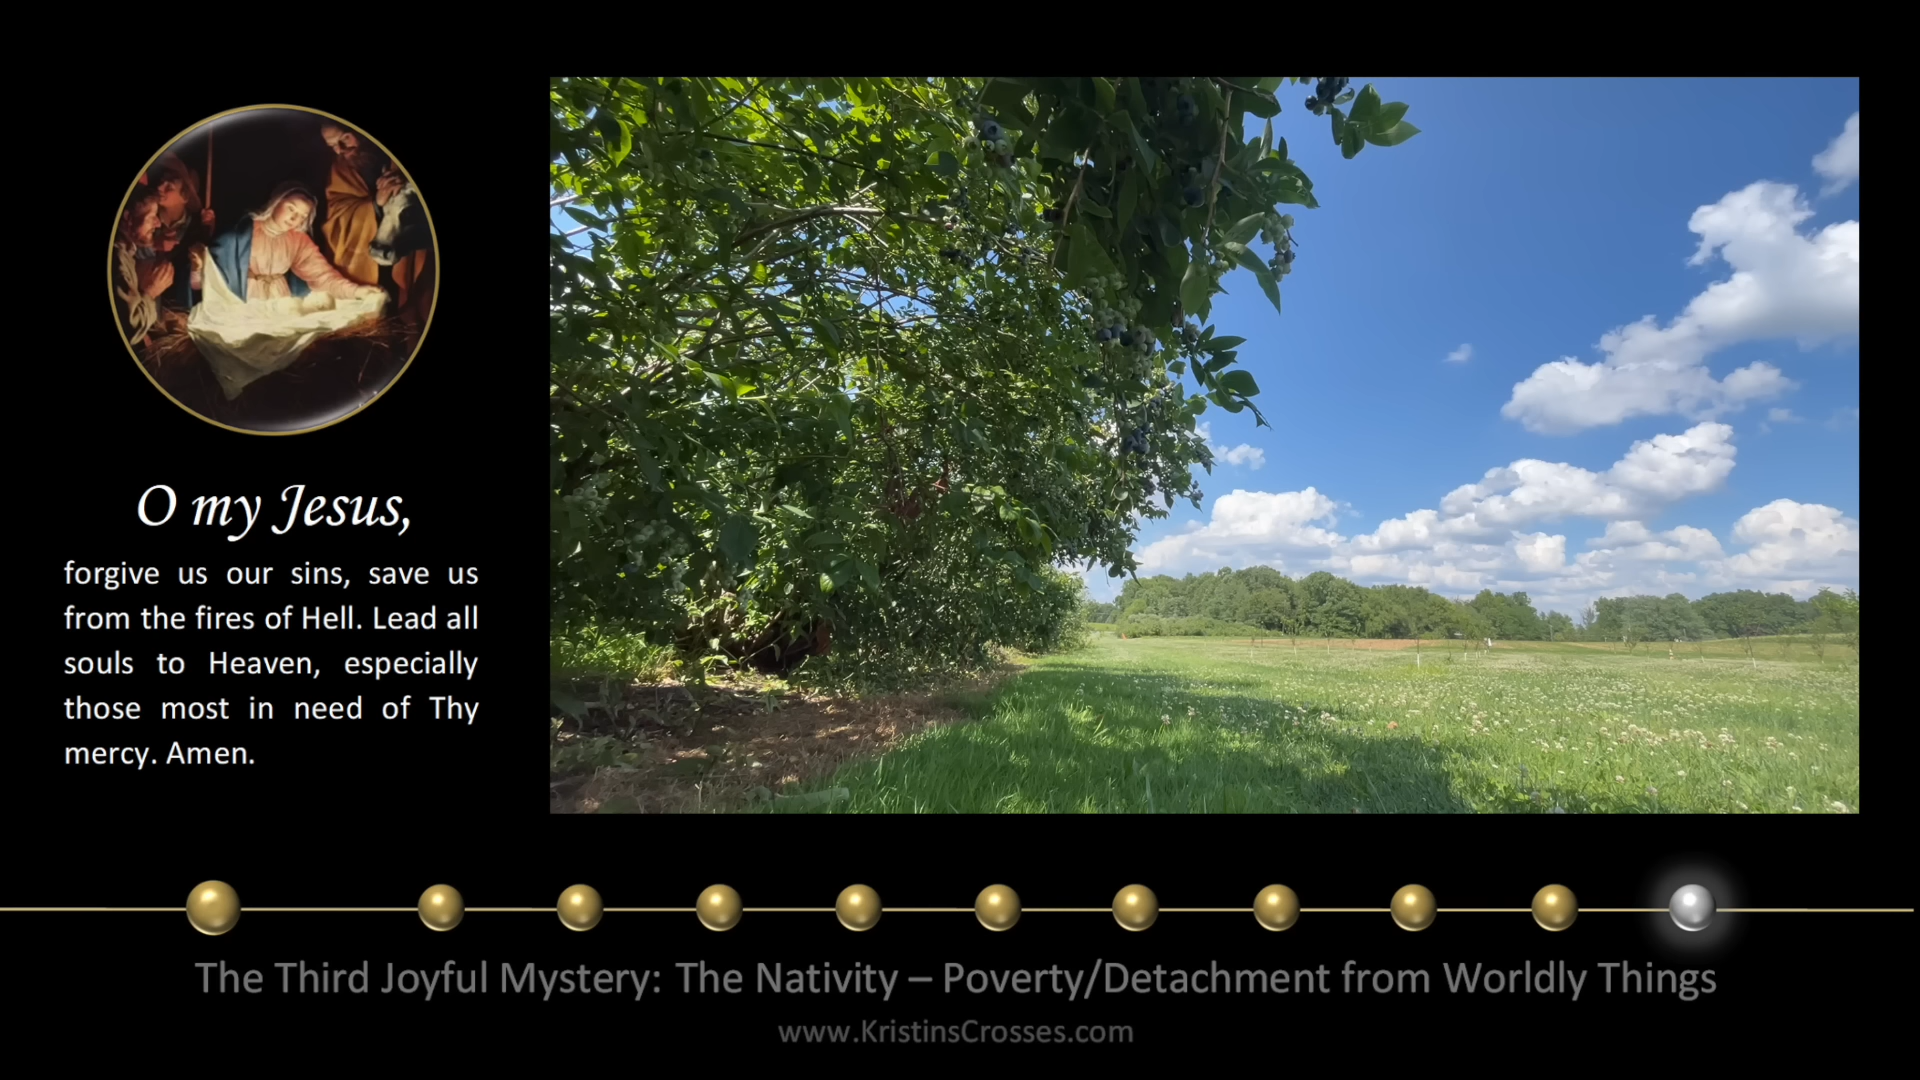 O my Jesus,
forgive us our sins, save us
from the fires of Hell. Lead all
souls to Heaven, especially
those most in need of Thy
mercy. Amen.
The Third Joyful Mystery: The Nativity – Poverty/Detachment from Worldly Things
www.KristinsCrosses.com